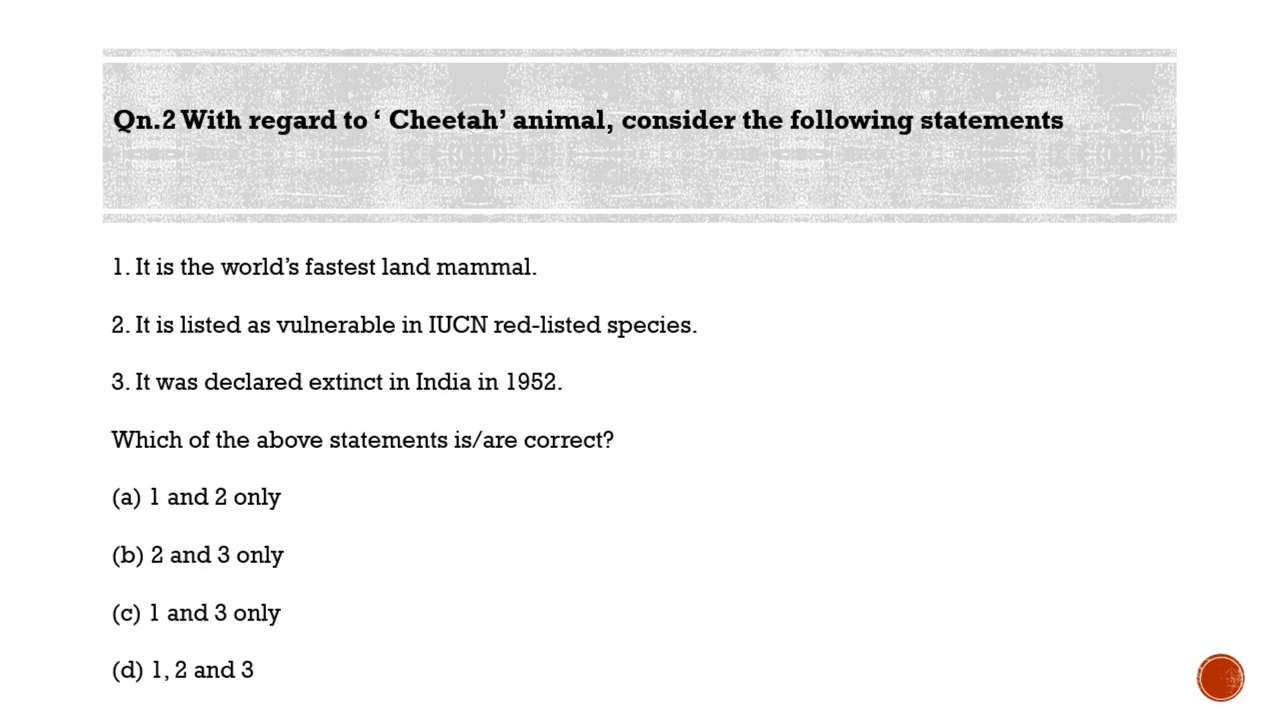 Qn.2 With regard to ‘ Cheetah’ animal, consider the following statements
1. It is the world’s fastest land mammal.
2. It is listed as vulnerable in IUCN red-listed species.
3. It was declared extinct in India in 1952.
Which of the above statements is/are correct?
(a) 1 and 2 only
(b) 2 and 3 only
(c) 1 and 3 only
(d) 1, 2 and 3